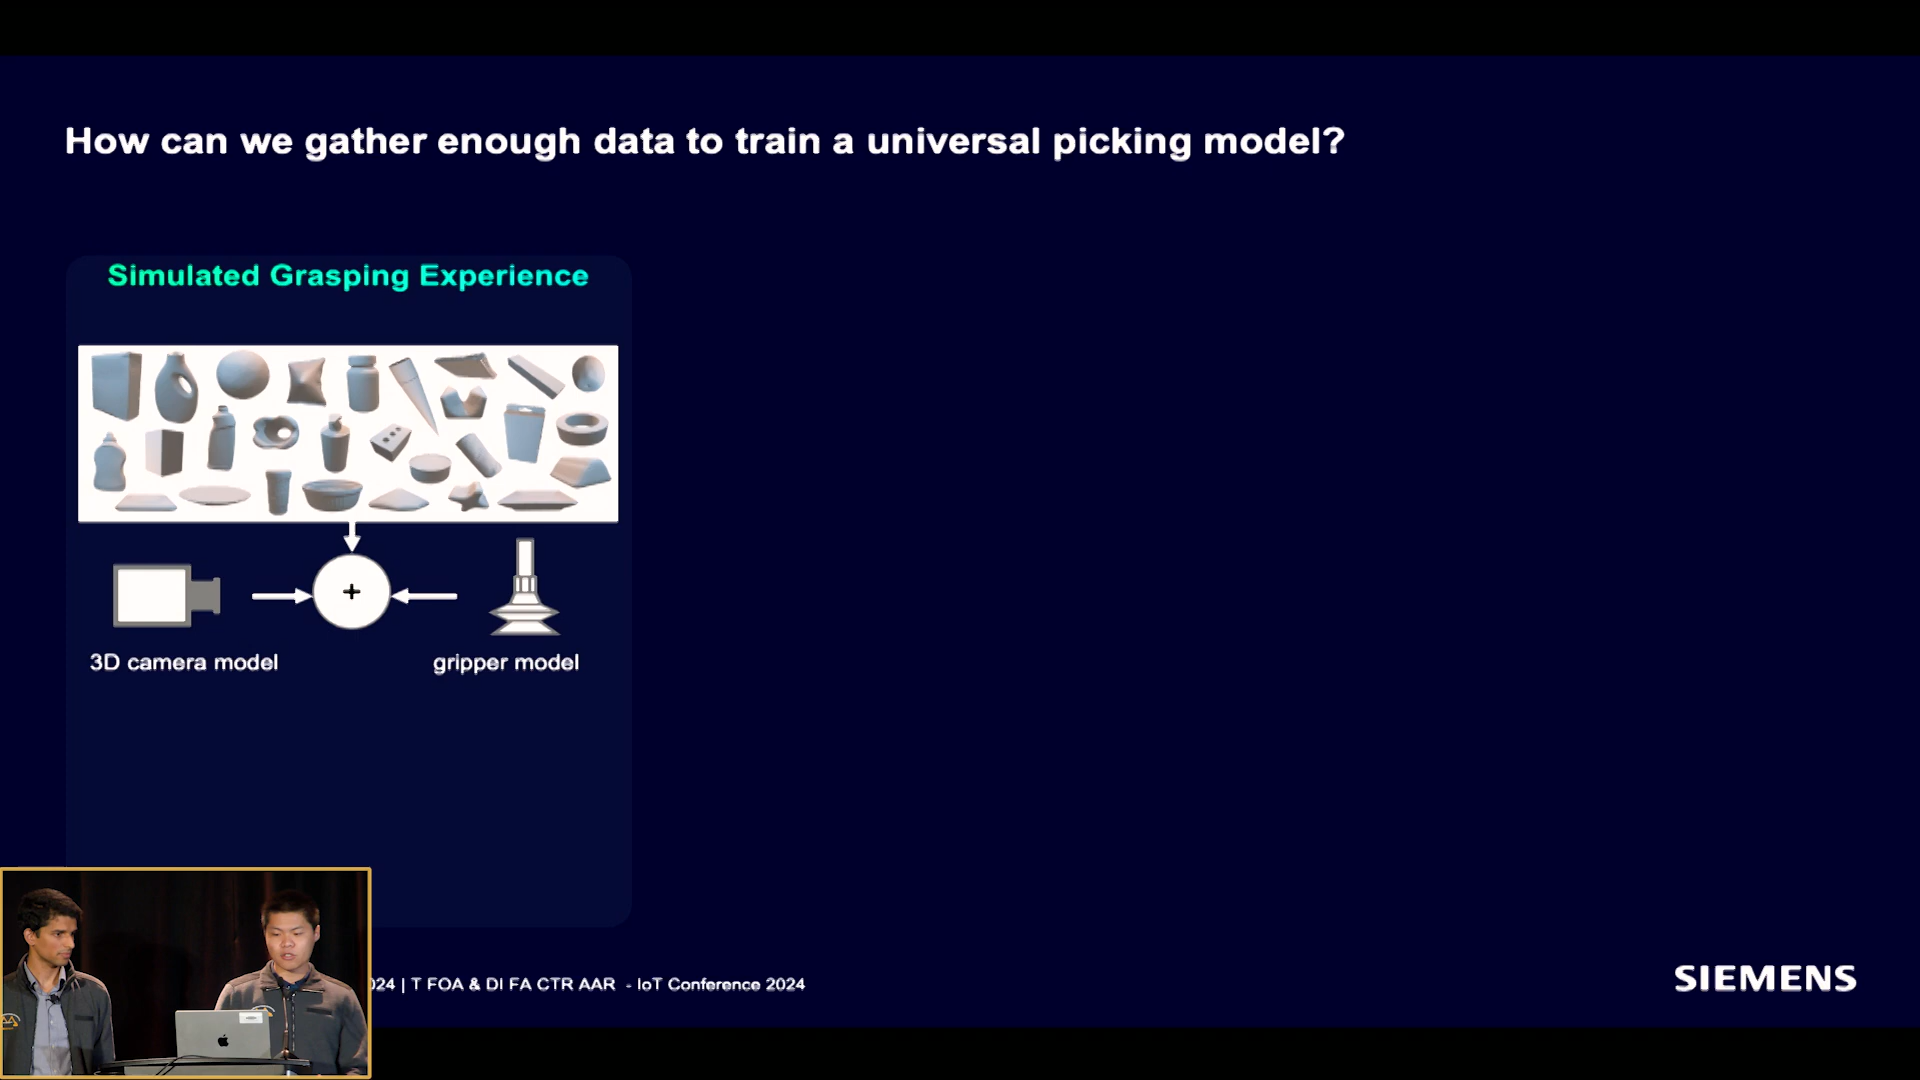 How can we gather enough data to train a universal picking model?
Simulated Grasping Experience
+
3D camera model
gripper model
024 | T FOA & DI FA CTR AAR - IoT Conference 2024
SIEMENS